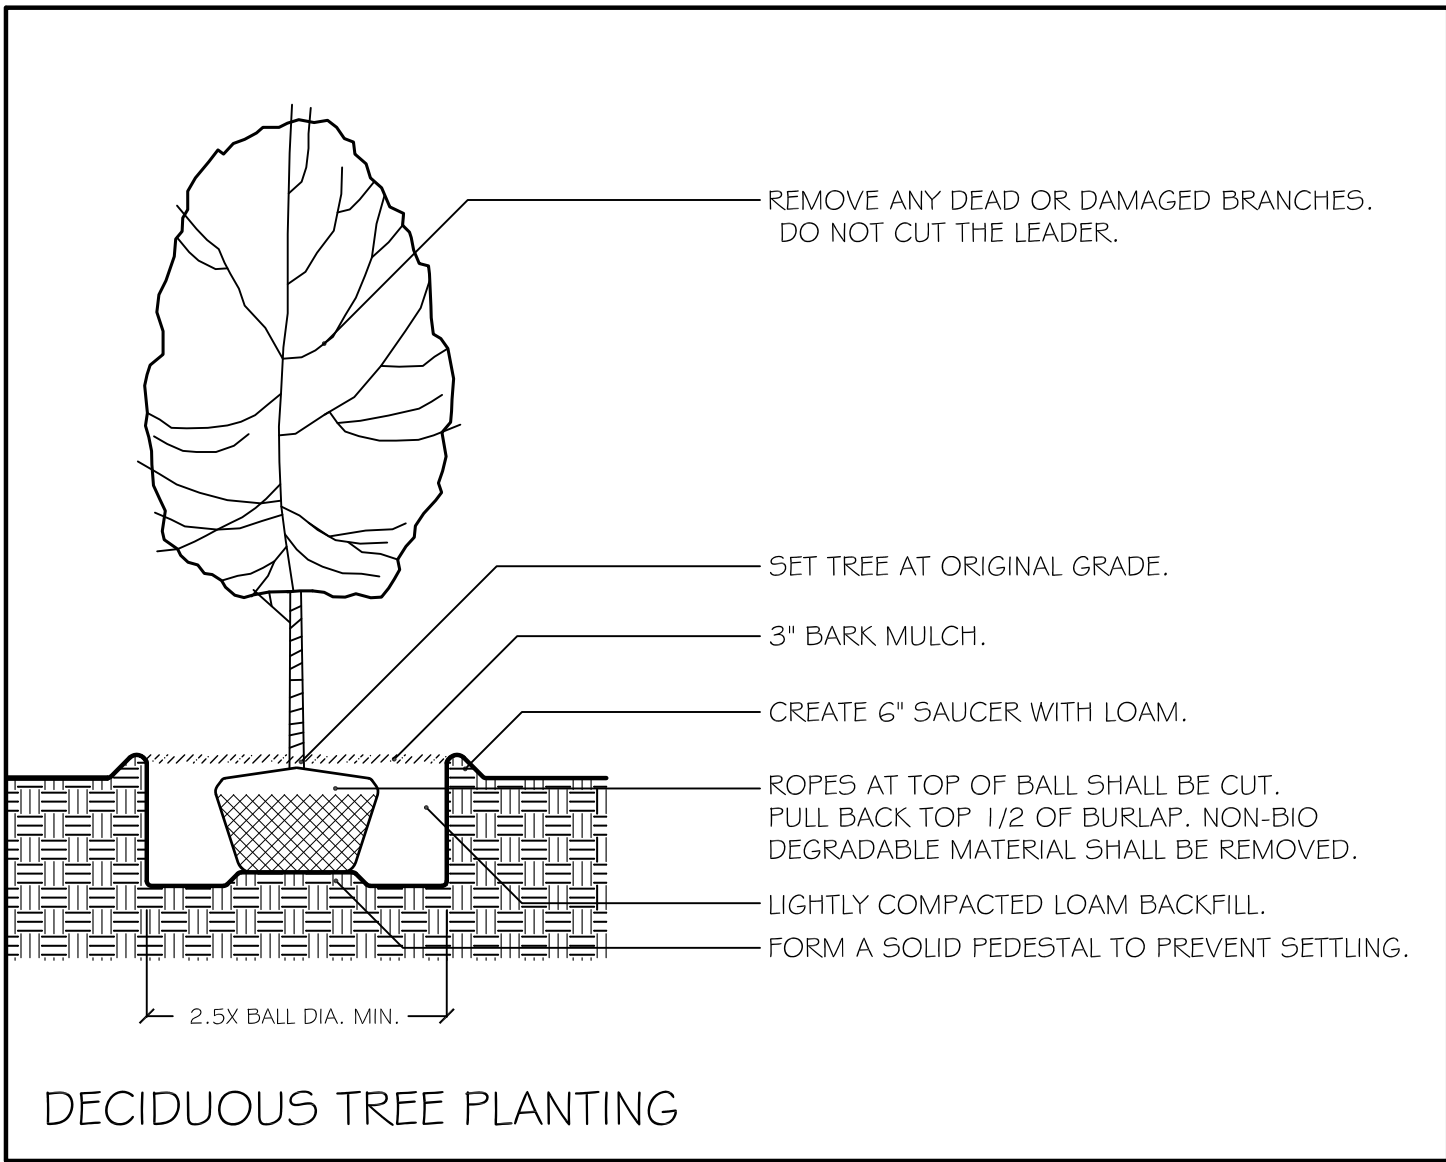 REMOVE ANY DEAD OR DAMAGED BRANCHES.
DO NOT CUT THE LEADER.
SET TREE AT ORIGINAL GRADE.
3" BARK MULCH.
CREATE 6" SAUCER WITH LOAM.
ROPES AT TOP OF BALL SHALL BE CUT.
PULL BACK TOP 1/2 OF BURLAP. NON-BIO
DEGRADABLE MATERIAL SHALL BE REMOVED.
LIGHTLY COMPACTED LOAM BACKFILL.
FORM A SOLID PEDESTAL TO PREVENT SETTLING.
2.5X BALL DIA. MIN.
DECIDUOUS TREE PLANTING